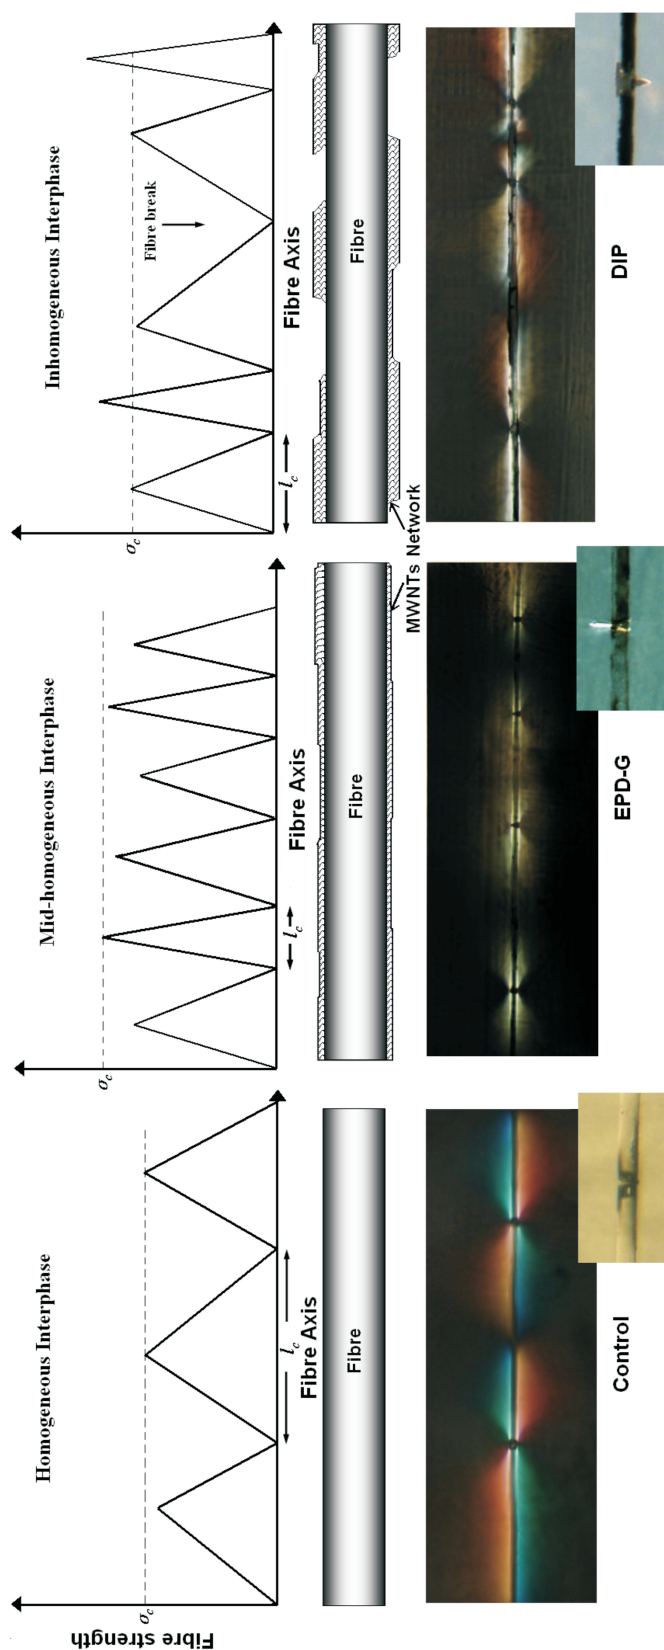 Fibre strength
Homogeneous Interphase
σc
lc
Fibre Axis
Fibre
Control
Mid-homogeneous Interphase
σc
lc
Fibre Axis
Fibre
MWNTs Network
EPD-G
Inhomogeneous Interphase
σc
Fibre break
lc
Fibre Axis
Fibre
DIP